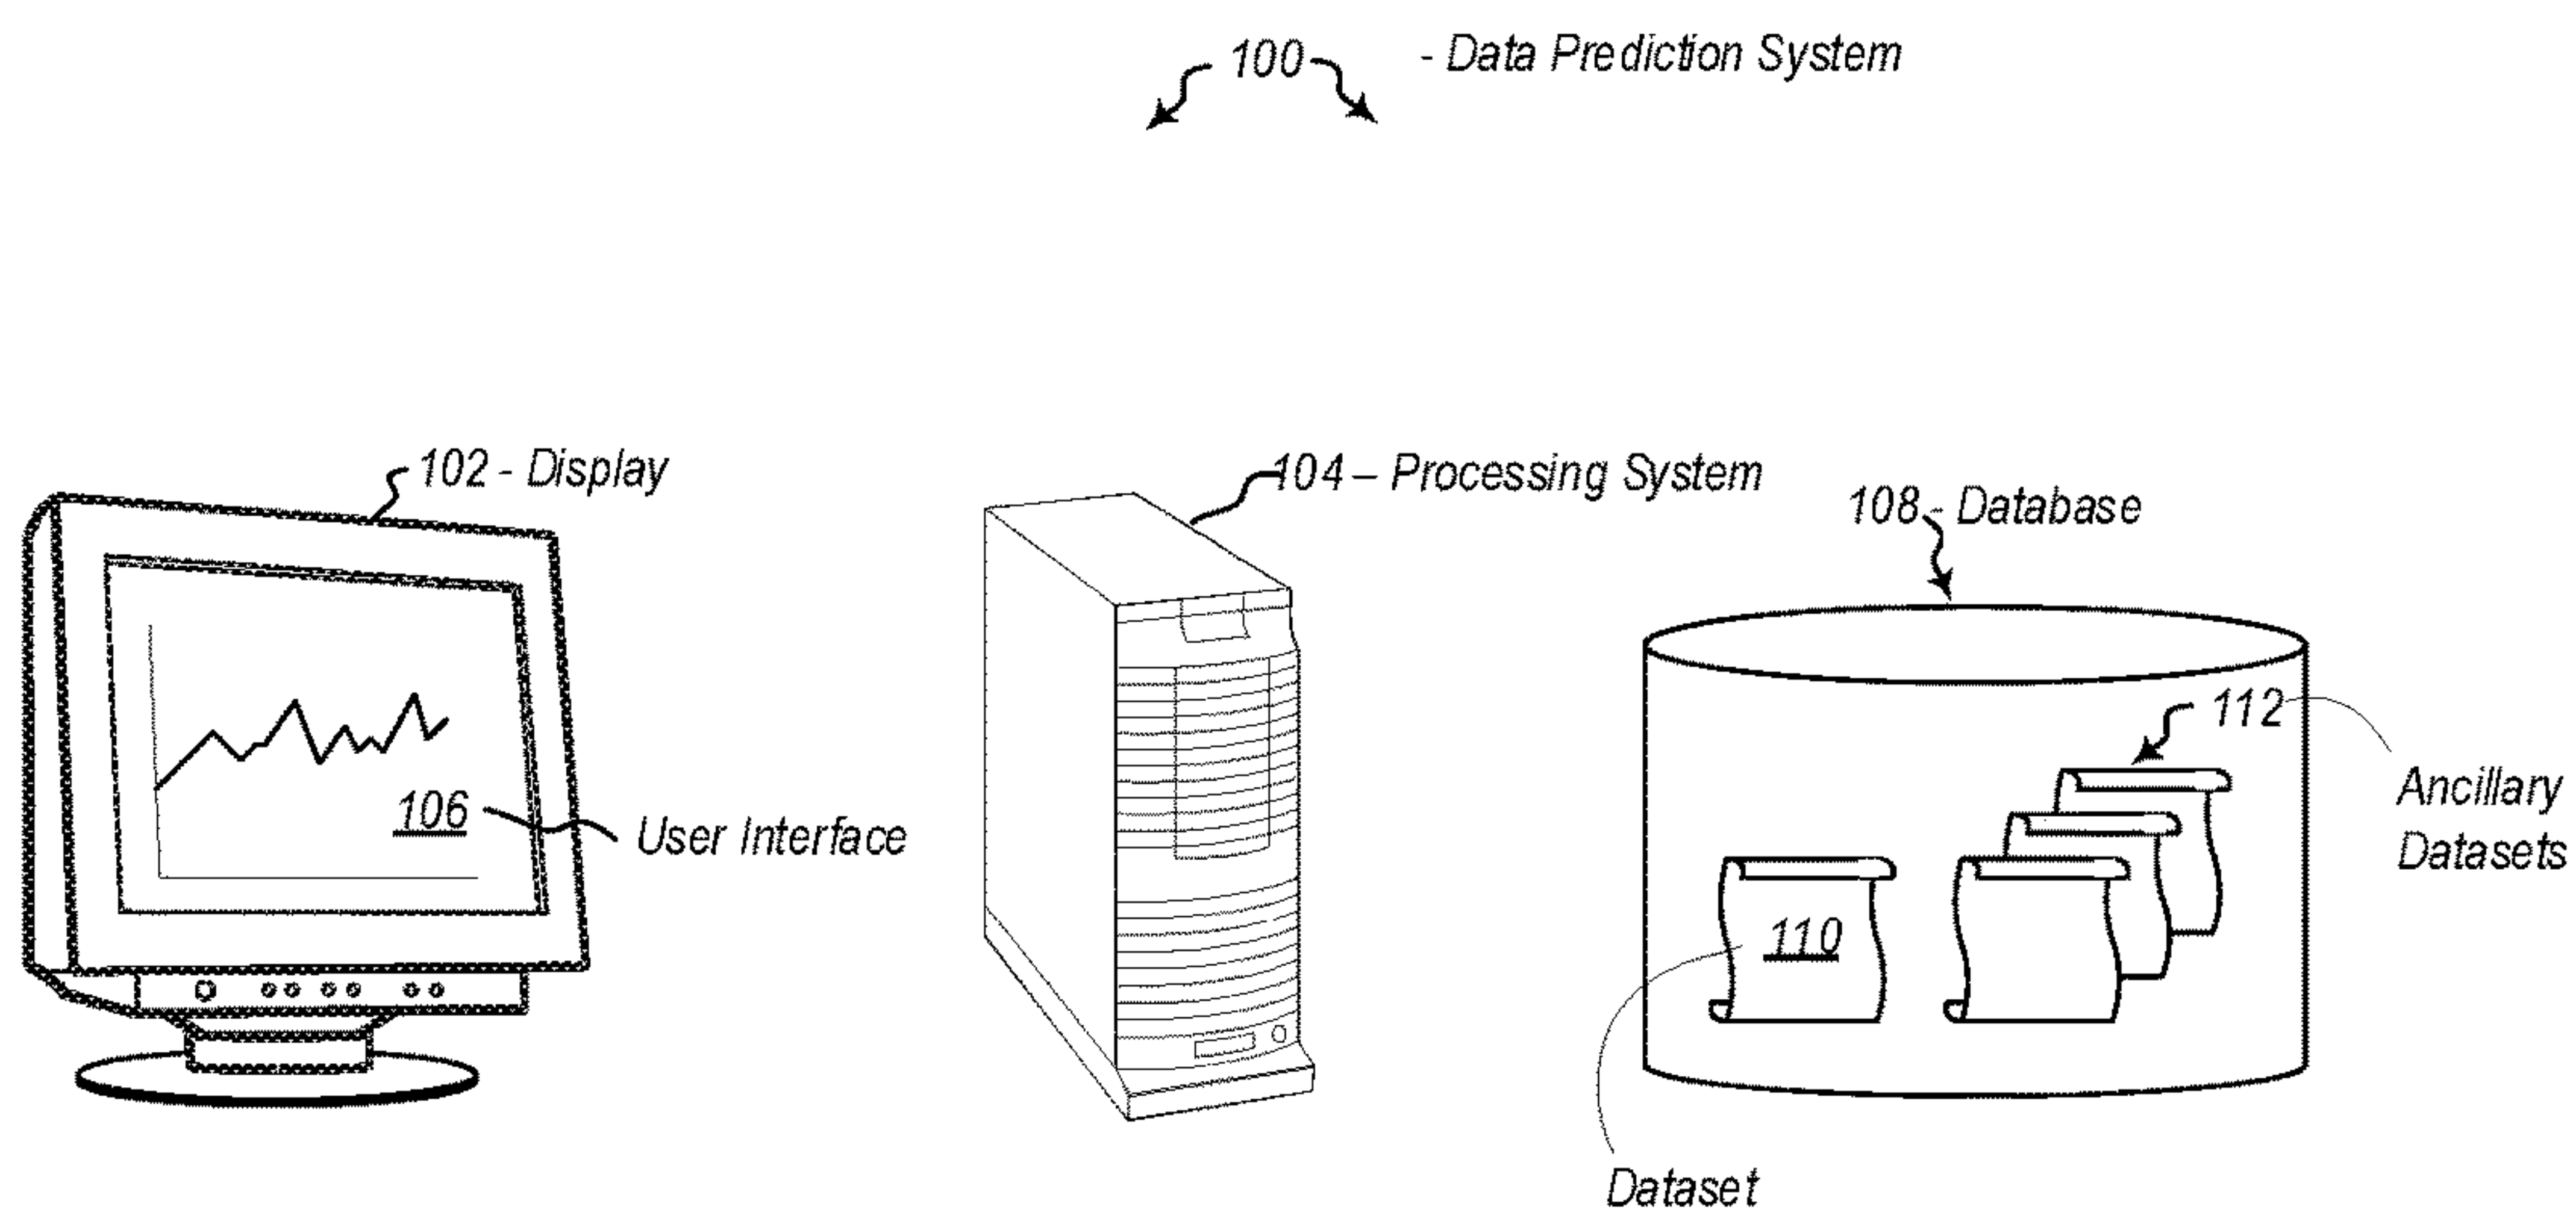 100 - Data Prediction System
102 - Display
104 – Processing System
108 - Database
112
Ancillary
Datasets
106
User Interface
110
Dataset